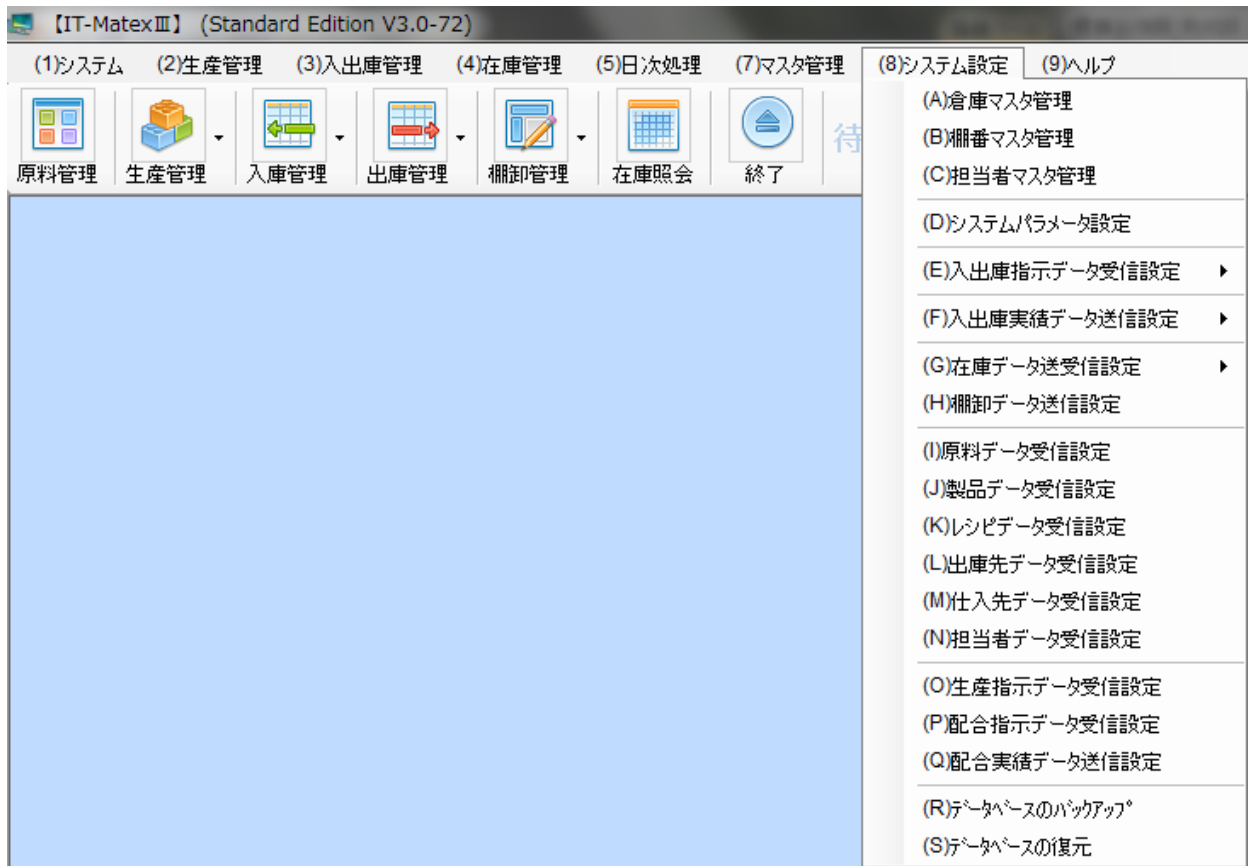 【IT-MatexⅢ】 (Standard Edition V3.0-72)
(1)システム (2)生産管理 (3)入出庫管理 (4)在庫管理 (5)日次処理 (7)マスタ管理 (8)システム設定 (9)ヘルプ
原料管理 生産管理 入庫管理 出庫管理 棚卸管理 在庫照会 終了 待
(A)倉庫マスタ管理
(B)棚番マスタ管理
(C)担当者マスタ管理
(D)システムパラメータ設定
(E)入出庫指示データ受信設定
(F)入出庫実績データ送信設定
(G)在庫データ送受信設定
(H)棚卸データ送信設定
(I)原料データ受信設定
(J)製品データ受信設定
(K)レシピデータ受信設定
(L)出庫先データ受信設定
(M)仕入先データ受信設定
(N)担当者データ受信設定
(O)生産指示データ受信設定
(P)配合指示データ受信設定
(Q)配合実績データ送信設定
(R)ﾃﾞｰﾀﾍﾞｰｽのﾊﾞｯｸｱｯﾌﾟ
(S)ﾃﾞｰﾀﾍﾞｰｽの復元